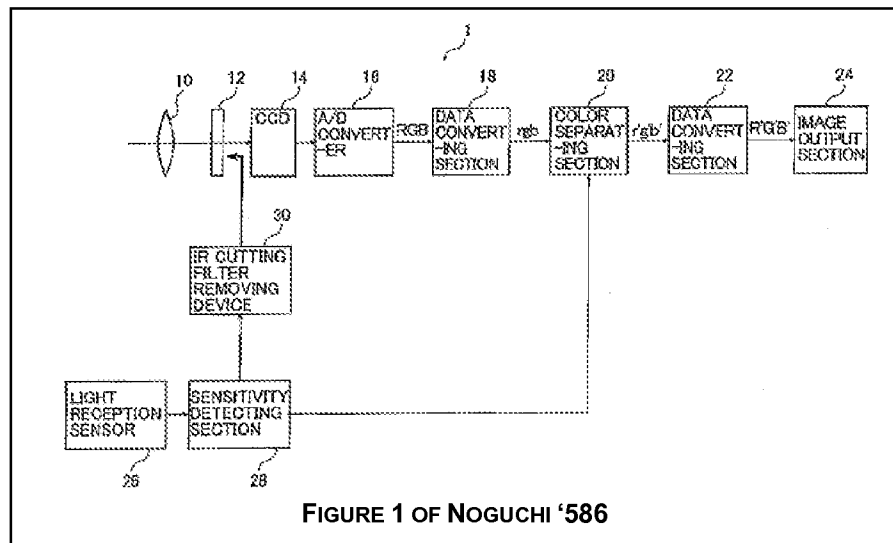 1
10
12
14
16
18
20
22
24
CCD
A/D
CONVERT
-ER
RGB
DATA
CONVERT
-ING
SECTION
rgb
COLOR
SEPARAT
-ING
SECTION
r'gb'
DATA
CONVERT
-ING
SECTION
R'G'B'
IMAGE
OUTPUT
SECTION
30
IR CUTTING
FILTER
REMOVING
DEVICE
LIGHT
RECEPTION
SENSOR
SENSITIVITY
DETECTING
SECTION
26
28
FIGURE 1 OF NOGUCHI '586